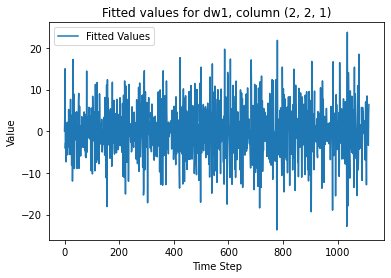 Fitted values for dw1, column (2, 2, 1)
Fitted Values
Value
20
10
0
−10
−20
0 200 400 600 800 1000
Time Step